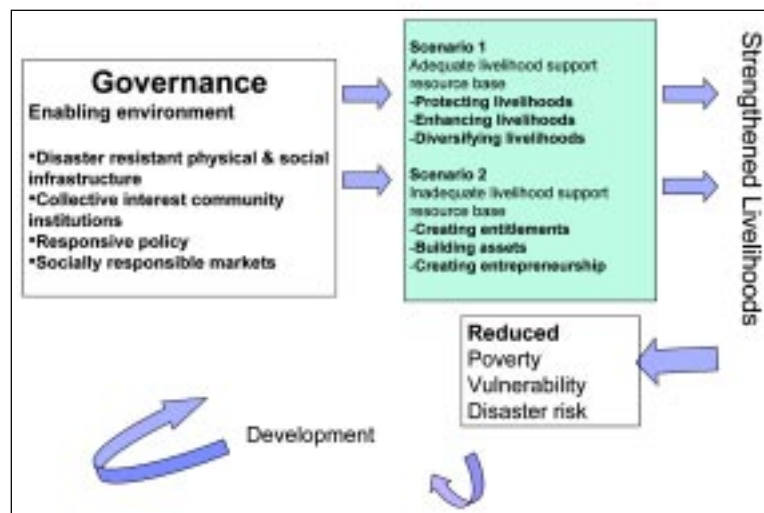 Governance
Enabling environment
•Disaster resistant physical & social
infrastructure
•Collective interest community
institutions
•Responsive policy
•Socially responsible markets
Scenario 1
Adequate livelihood support
resource base
-Protecting livelihoods
-Enhancing livelihoods
-Diversifying livelihoods
Scenario 2
Inadequate livelihood support
resource base
-Creating entitlements
-Building assets
-Creating entrepreneurship
Strengthened Livelihoods
Reduced
Poverty
Vulnerability
Disaster risk
Development